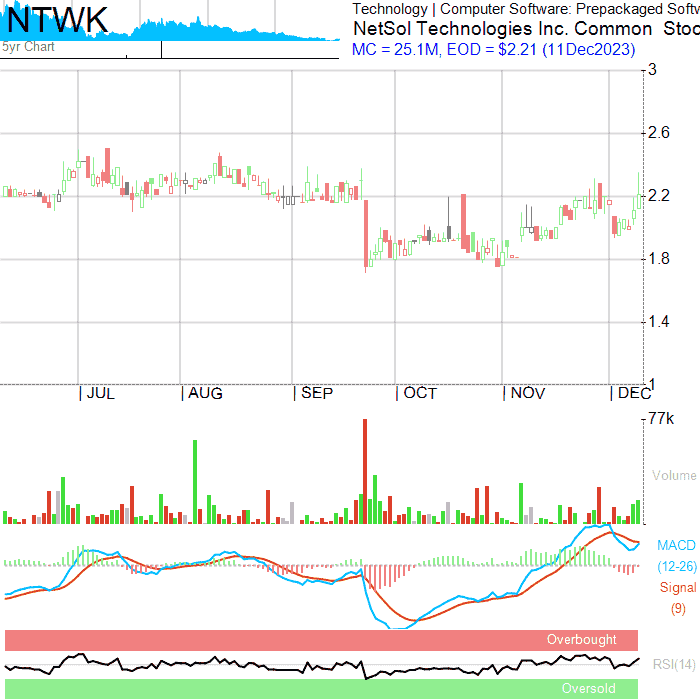 NTWK
5yr Chart
Technology | Computer Software: Prepackaged Softw
NetSol Technologies Inc. Common Stoc
MC = 25.1M, EOD = $2.21 (11Dec2023)
3
2.6
2.2
1.8
1.4
1
JUL AUG SEP OCT NOV DEC
77k
Volume
MACD
(12-26)
Signal
(9)
Overbought
RSI(14)
Oversold